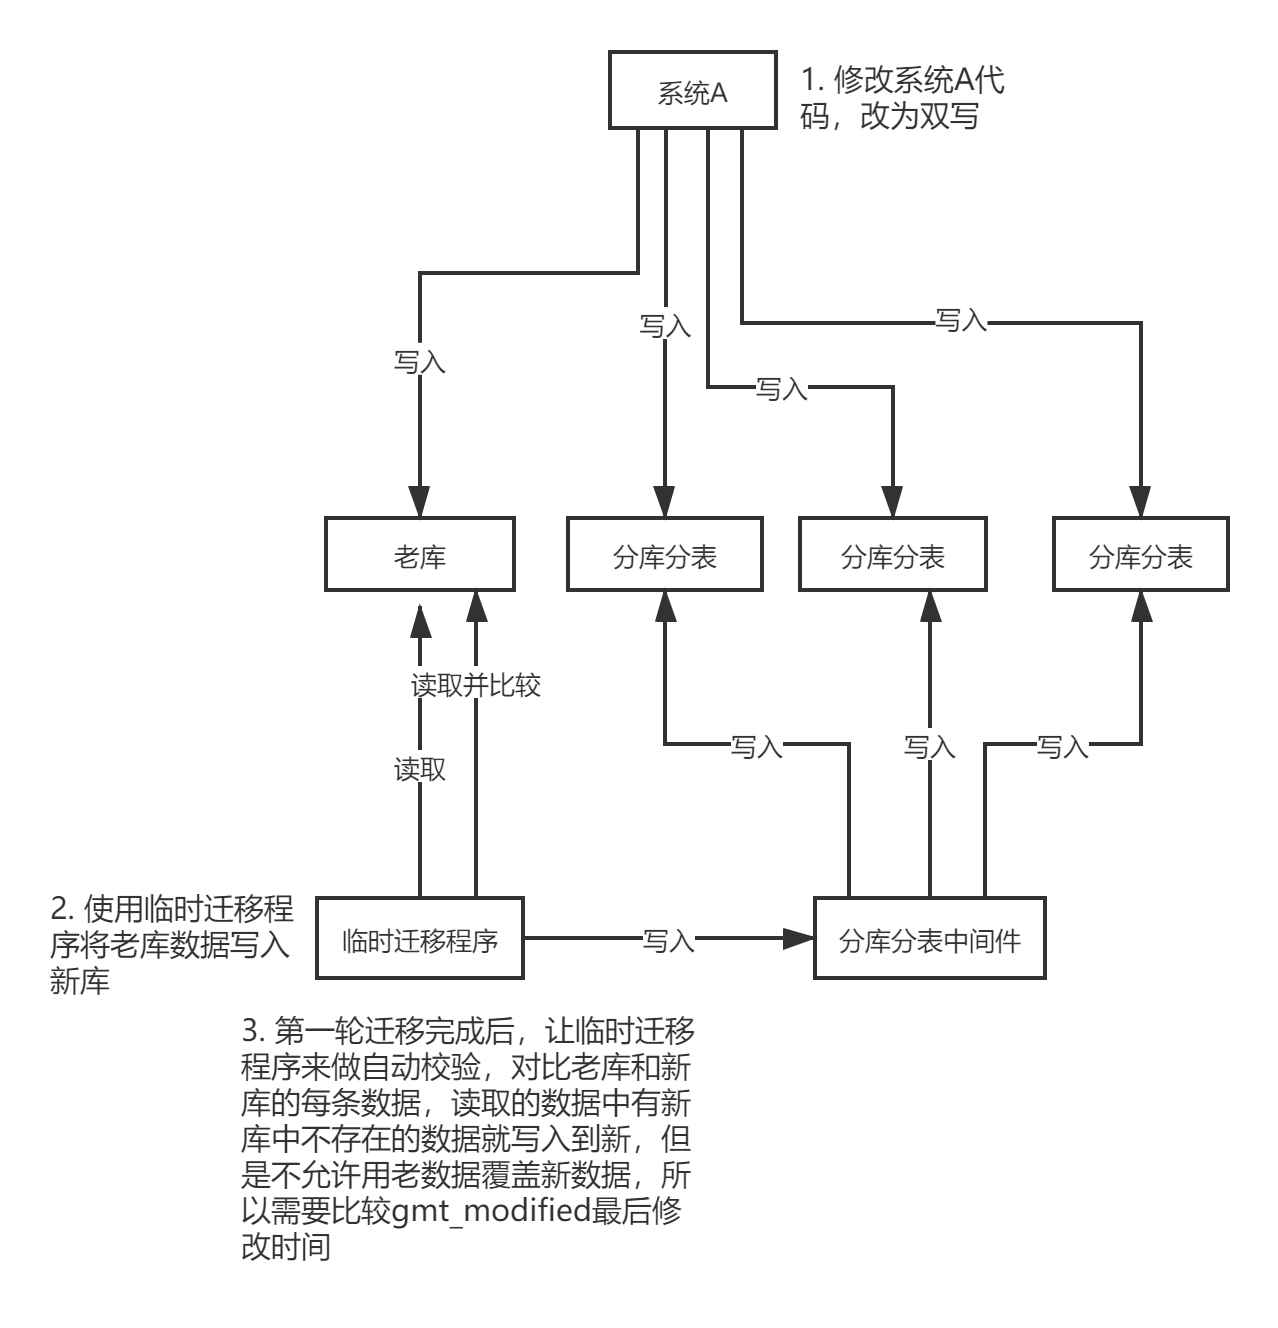 系统A
1. 修改系统A代
码，改为双写
写入
写入
写入
写入
老库
分库分表
分库分表
分库分表
读取并比较
读取
写入
写入
写入
2. 使用临时迁移程
序将老库数据写入
新库
临时迁移程序
写入
分库分表中间件
3. 第一轮迁移完成后，让临时迁移
程序来做自动校验，对比老库和新
库的每条数据，读取的数据中有新
库中不存在的数据就写入到新，但
是不允许用老数据覆盖新数据，所
以需要比较gmt_modified最后修
改时间